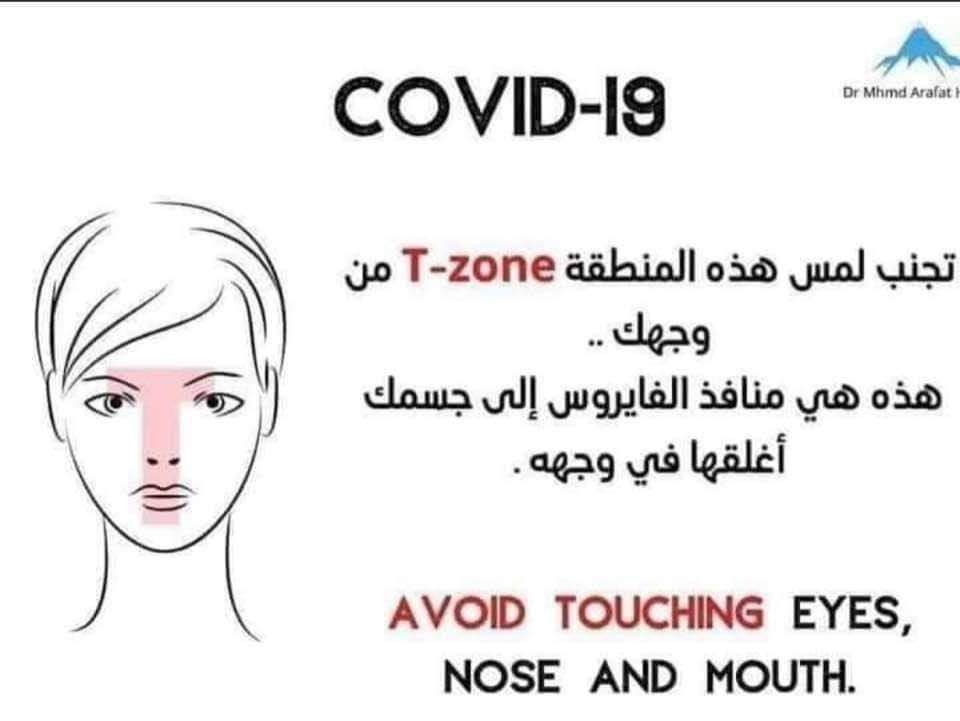 Dr Mhmd Arafat
COVID-19
تجنب لمس هذه المنطقة T-zone من
وجهك ..
هذه هي منافذ الفايروس إلى جسمك
أغلقها في وجهه .
AVOID TOUCHING EYES,
NOSE AND MOUTH.